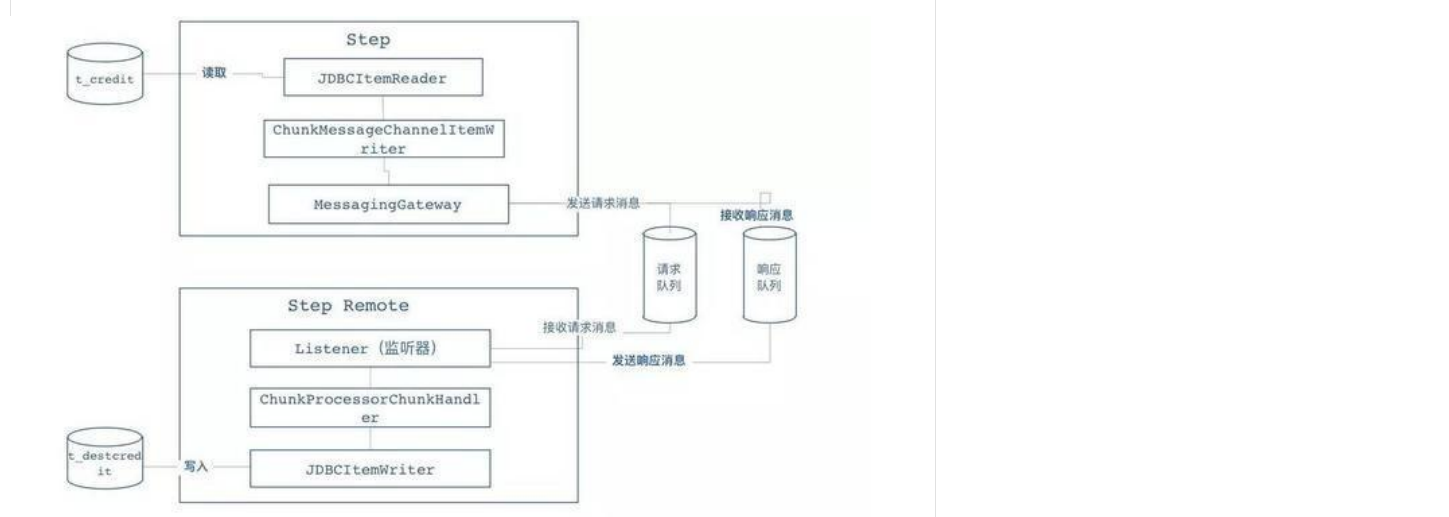 Step
t_credit
读取
JDBCItemReader
ChunkMessageChannelItemW
riter
MessagingGateway
发送请求消息
接收响应消息
请求
队列
响应
队列
Step Remote
接收请求消息
Listener (监听器)
发送响应消息
ChunkProcessorChunkHandl
er
t_destcred
it
写入
JDBCItemWriter